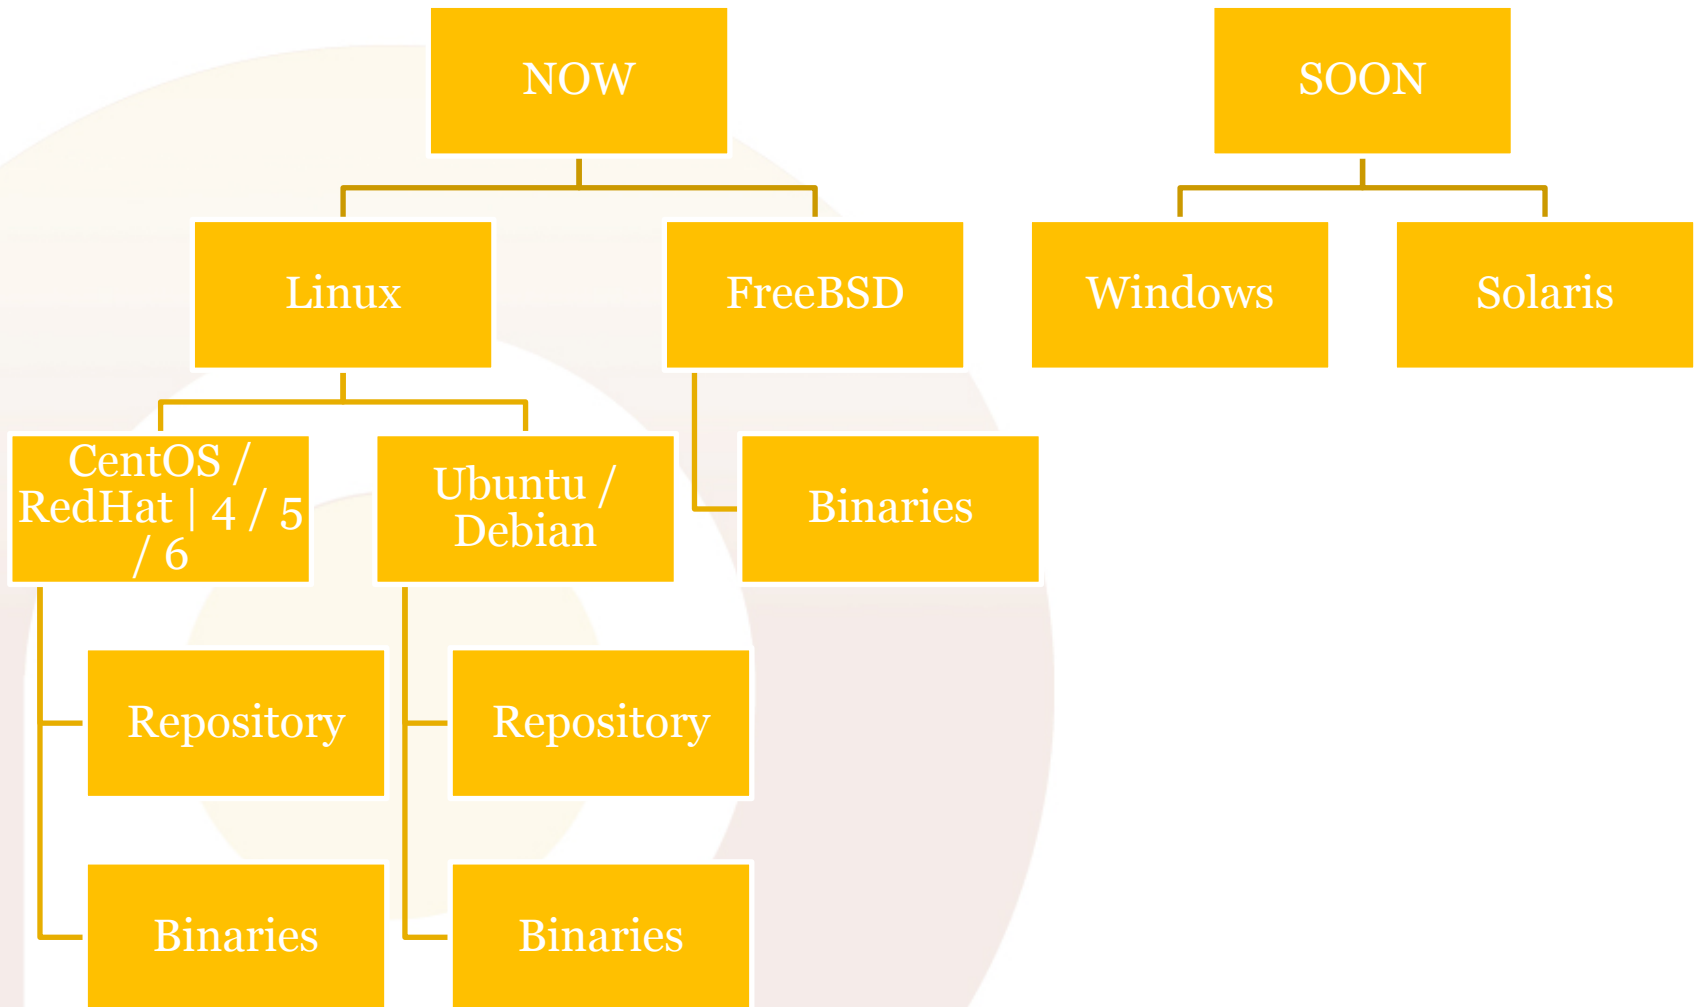 NOW
SOON
Linux
FreeBSD
Windows
Solaris
CentOS /
RedHat | 4 / 5
/ 6
Ubuntu /
Debian
Binaries
Repository
Repository
Binaries
Binaries